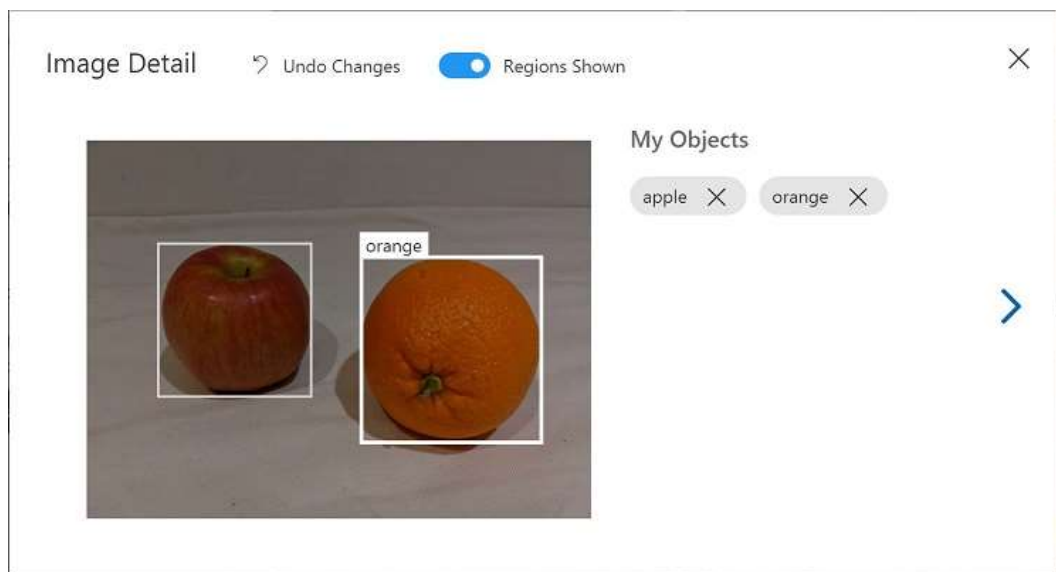 Image Detail
Undo Changes
Regions Shown
My Objects
apple
orange
orange